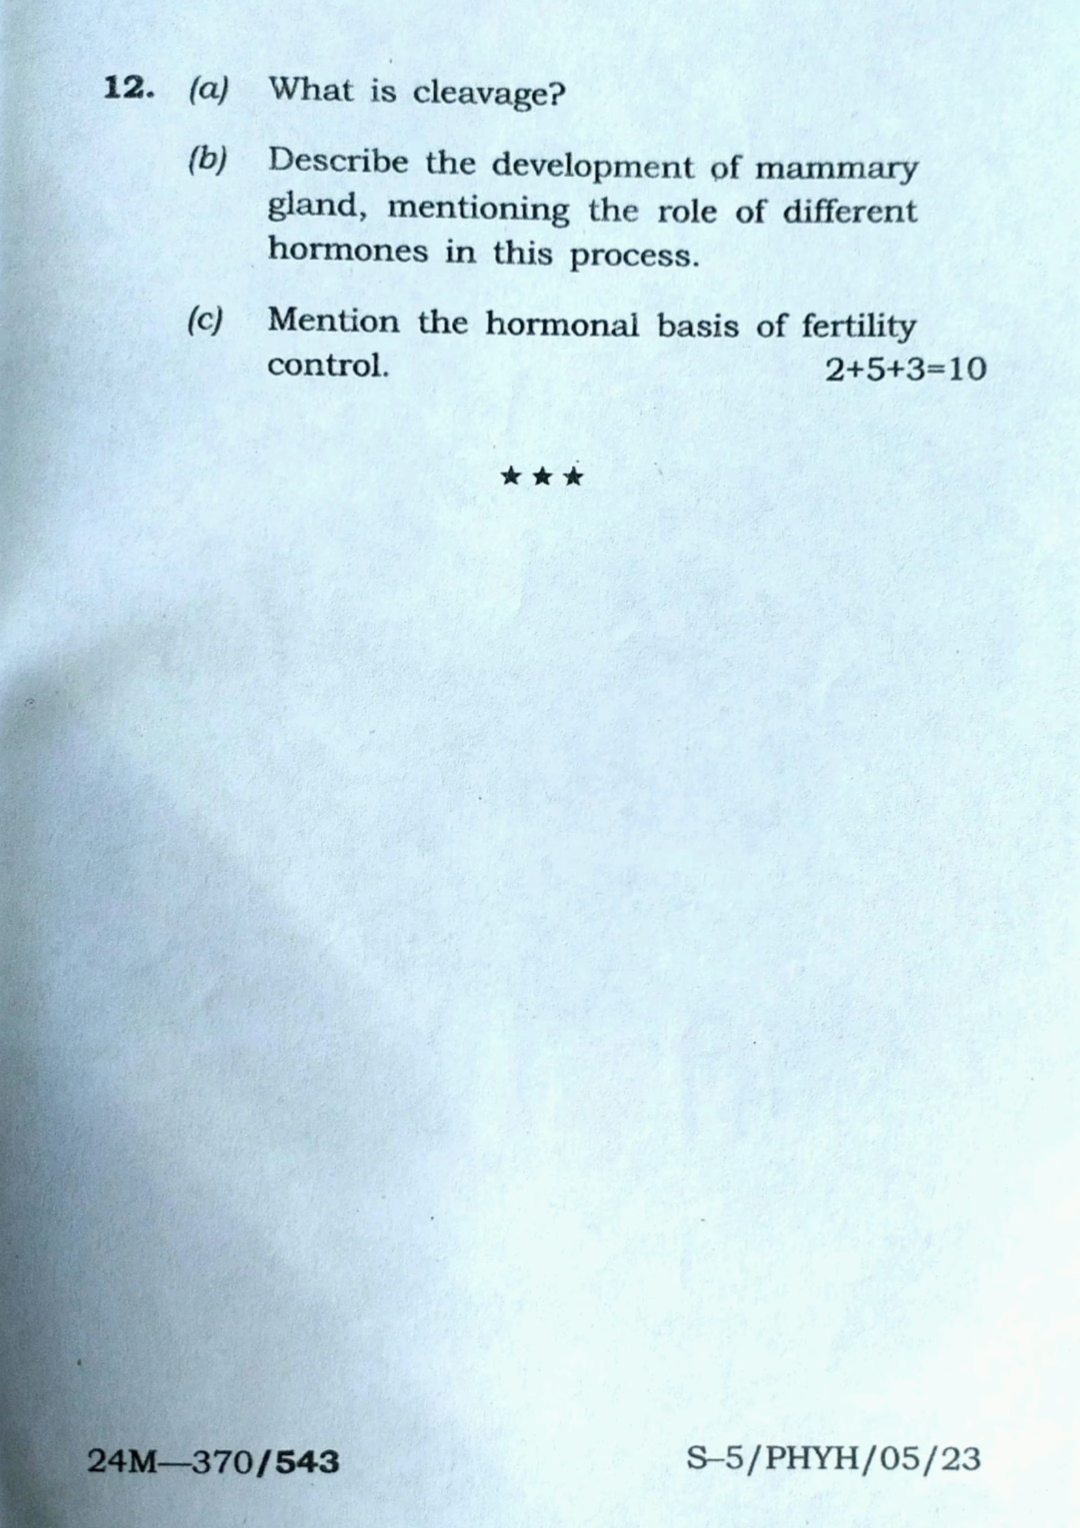 12. (a) What is cleavage?
(b) Describe the development of mammary
gland, mentioning the role of different
hormones in this process.
(c) Mention the hormonal basis of fertility
control. 2+5+3=10
★ ★ ★
24M—370/543 S–5/PHYH/05/23